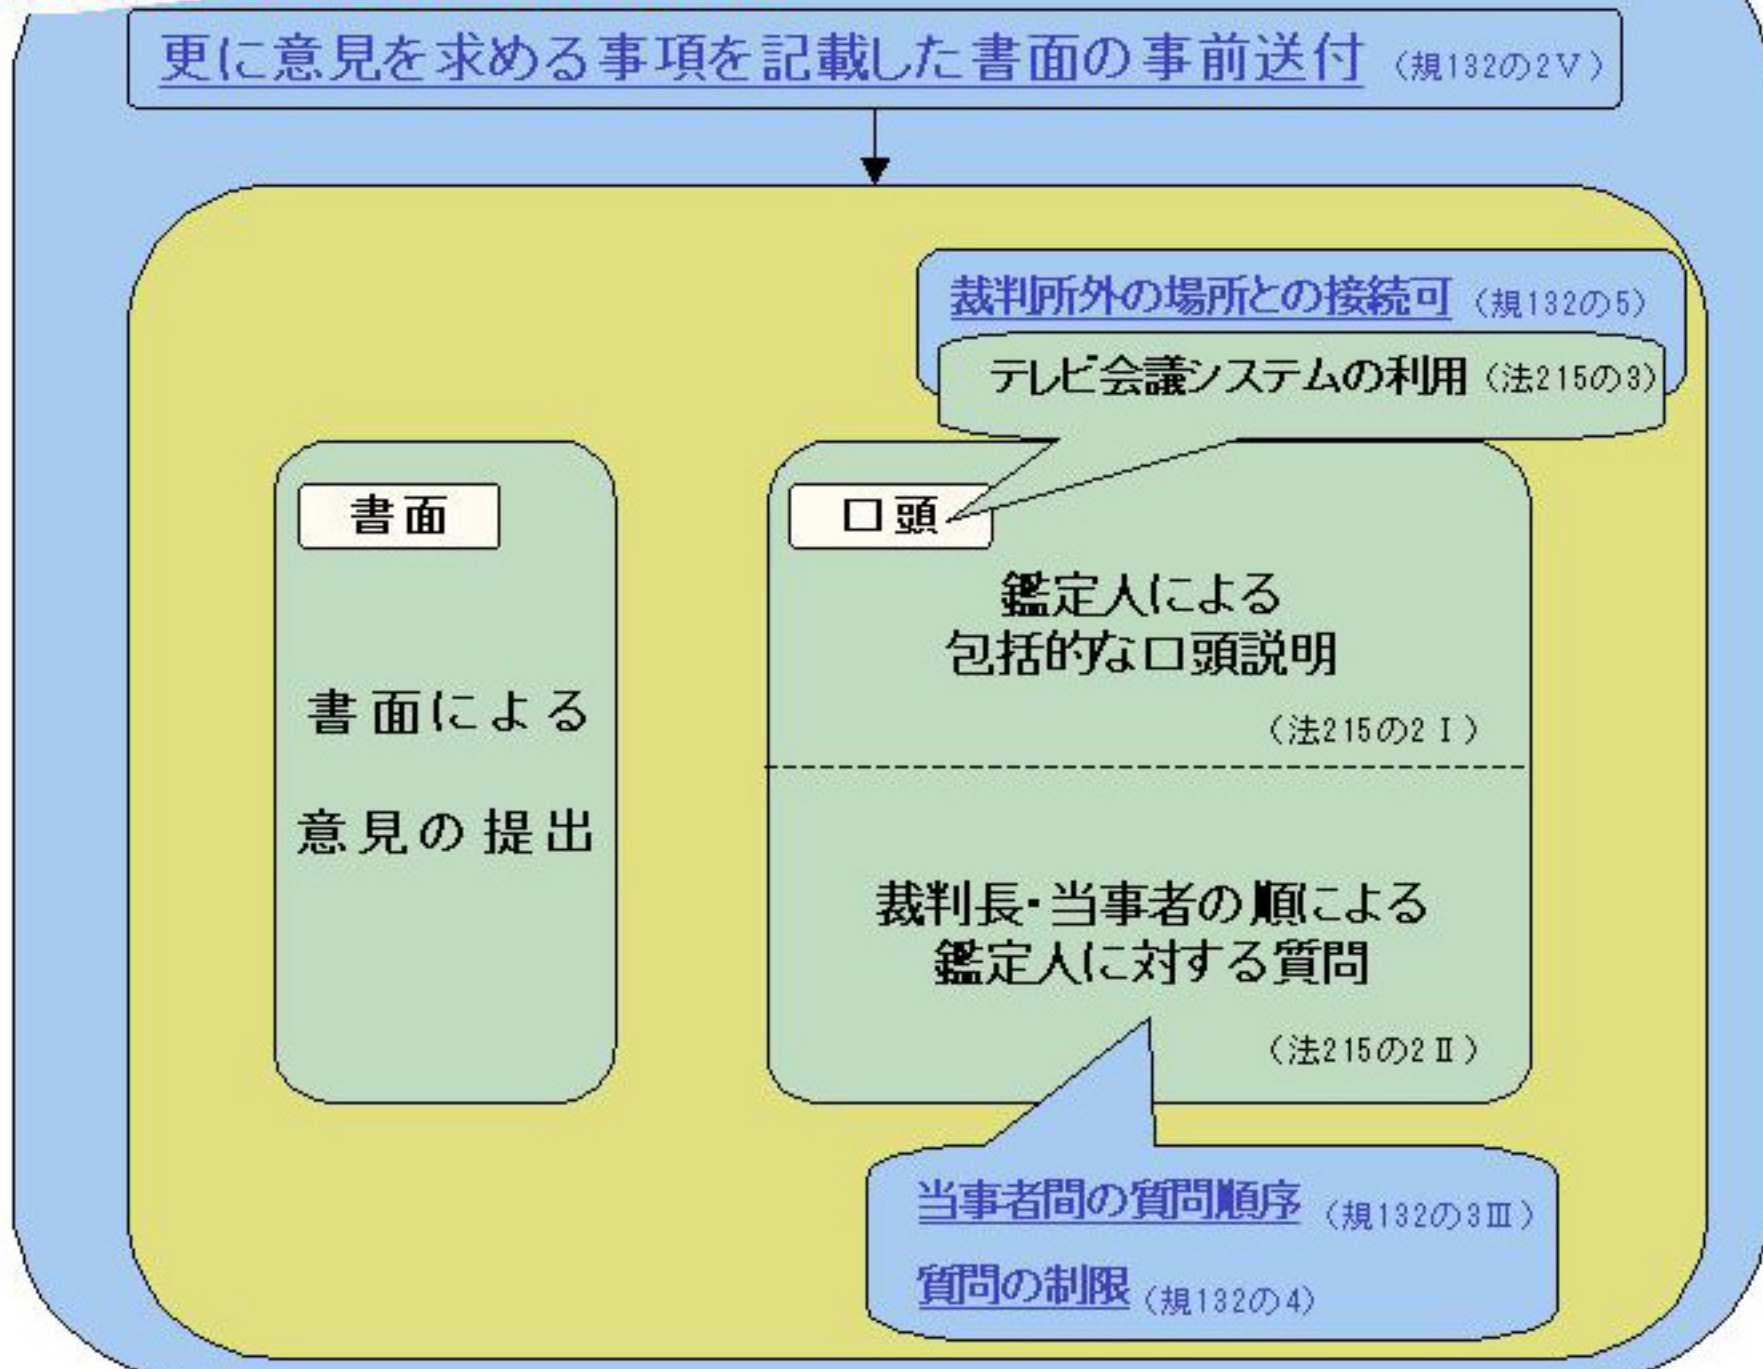 更に意見を求める事項を記載した書面の事前送付 （規132の2Ⅴ）
裁判所外の場所との接続可 （規132の5）
テレビ会議システムの利用 （法215の3）
書面
書面による
意見の提出
口頭
鑑定人による
包括的な口頭説明
（法215の2Ⅰ）
裁判長・当事者の順による
鑑定人に対する質問
（法215の2Ⅱ）
当事者間の質問順序 （規132の3Ⅲ）
質問の制限 （規132の4）